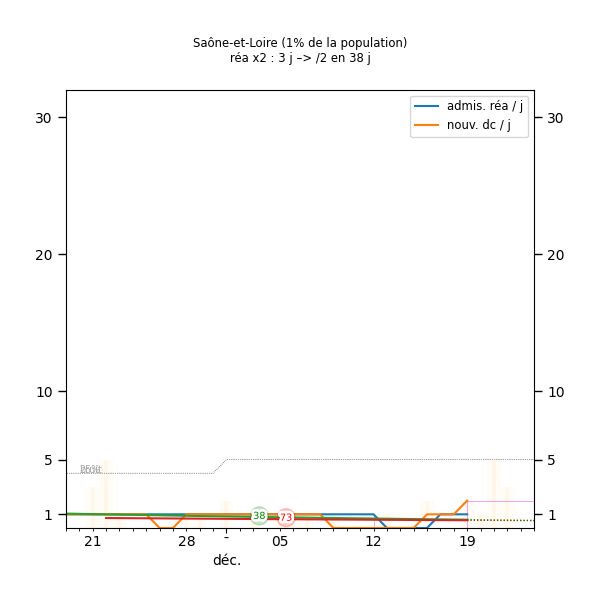 Saône-et-Loire (1% de la population)
réa x2 : 3 j –> /2 en 38 j
admis. réa / j
nouv. dc / j
30 30
20 20
10 10
5 5
1 1
38 73
21 28 - 05 12 19
déc.